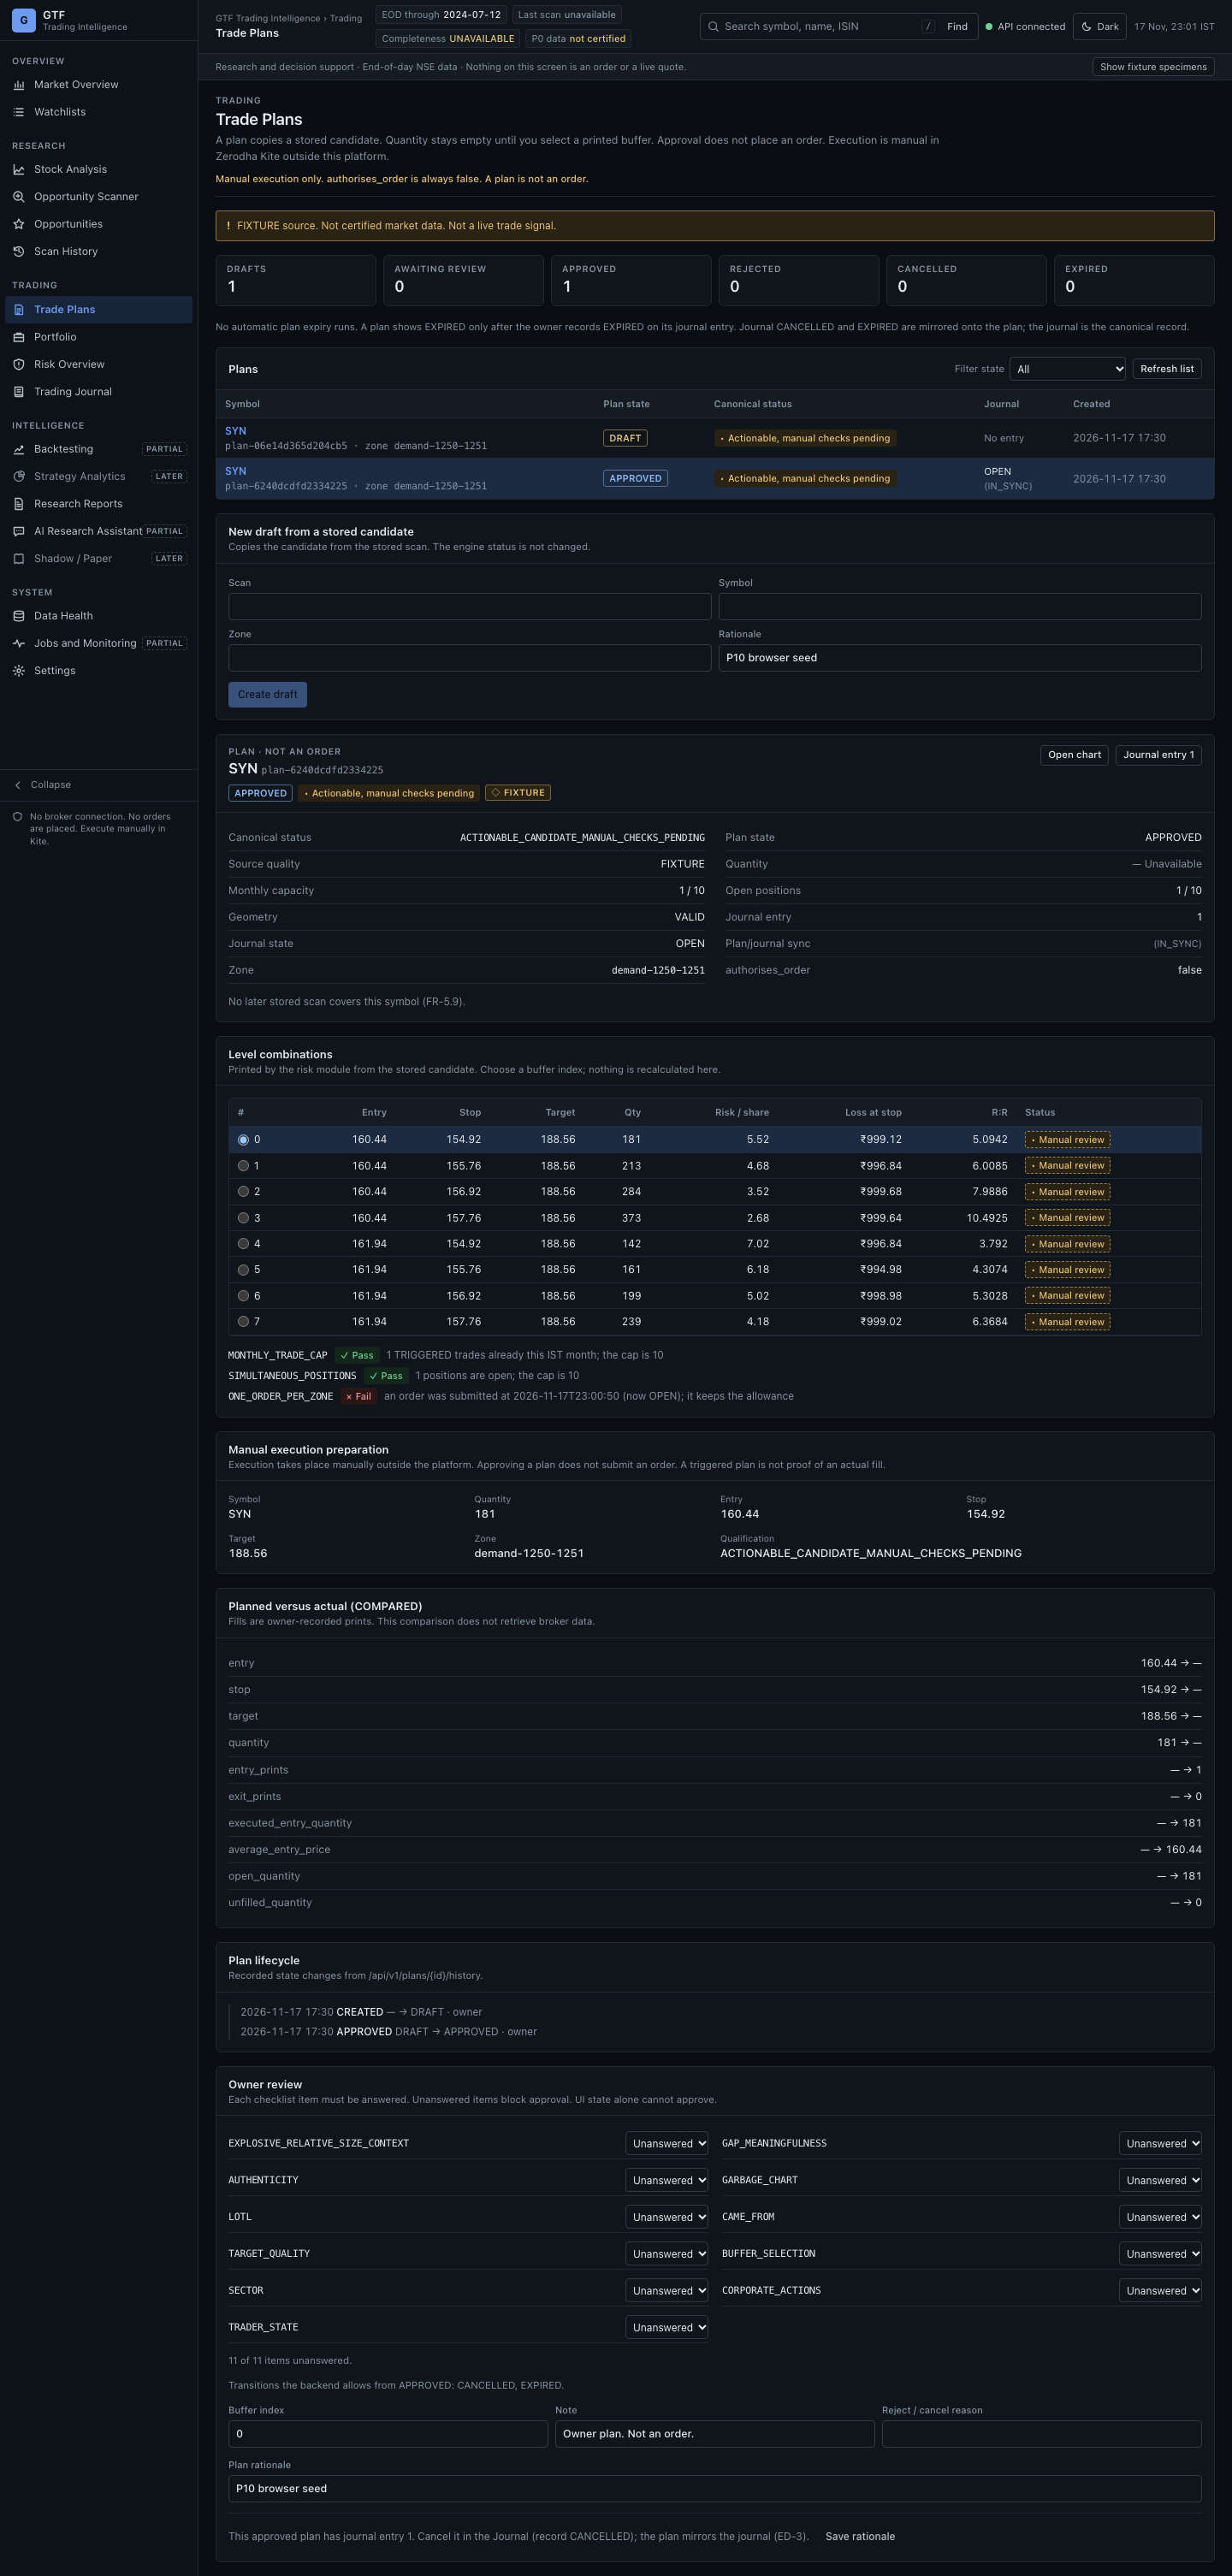 G
GTF
Trading Intelligence
OVERVIEW
Market Overview
Watchlists
RESEARCH
Stock Analysis
Opportunity Scanner
Opportunities
Scan History
TRADING
Trade Plans
Portfolio
Risk Overview
Trading Journal
INTELLIGENCE
Backtesting PARTIAL
Strategy Analytics LATER
Research Reports
AI Research Assistant PARTIAL
Shadow / Paper LATER
SYSTEM
Data Health
Jobs and Monitoring PARTIAL
Settings
Collapse
No broker connection. No orders
are placed. Execute manually in
Kite.
GTF Trading Intelligence › Trading
Trade Plans
EOD through 2024-07-12 Last scan unavailable
Completeness UNAVAILABLE P0 data not certified
Search symbol, name, ISIN / Find API connected Dark 17 Nov, 23:01 IST
Research and decision support · End-of-day NSE data · Nothing on this screen is an order or a live quote. Show fixture specimens
TRADING
Trade Plans
A plan copies a stored candidate. Quantity stays empty until you select a printed buffer. Approval does not place an order. Execution is manual in
Zerodha Kite outside this platform.
Manual execution only. authorises_order is always false. A plan is not an order.
! FIXTURE source. Not certified market data. Not a live trade signal.
DRAFTS AWAITING REVIEW APPROVED REJECTED CANCELLED EXPIRED
1 0 1 0 0 0
No automatic plan expiry runs. A plan shows EXPIRED only after the owner records EXPIRED on its journal entry. Journal CANCELLED and EXPIRED are mirrored onto the plan; the journal is the canonical record.
Plans Filter state All Refresh list
Symbol Plan state Canonical status Journal Created
SYN
plan-06e14d365d204cb5 · zone demand-1250-1251 DRAFT • Actionable, manual checks pending No entry 2026-11-17 17:30
SYN
plan-6240dcdfd2334225 · zone demand-1250-1251 APPROVED • Actionable, manual checks pending OPEN (IN_SYNC) 2026-11-17 17:30
New draft from a stored candidate
Copies the candidate from the stored scan. The engine status is not changed.
Scan Symbol
Zone Rationale
P10 browser seed
Create draft
PLAN · NOT AN ORDER
SYN plan-6240dcdfd2334225 Open chart Journal entry 1
APPROVED • Actionable, manual checks pending ◇ FIXTURE
Canonical status ACTIONABLE_CANDIDATE_MANUAL_CHECKS_PENDING Plan state APPROVED
Source quality FIXTURE Quantity — Unavailable
Monthly capacity 1 / 10 Open positions 1 / 10
Geometry VALID Journal entry 1
Journal state OPEN Plan/journal sync (IN_SYNC)
Zone demand-1250-1251 authorises_order false
No later stored scan covers this symbol (FR-5.9).
Level combinations
Printed by the risk module from the stored candidate. Choose a buffer index; nothing is recalculated here.
# Entry Stop Target Qty Risk / share Loss at stop R:R Status
0 160.44 154.92 188.56 181 5.52 ₹999.12 5.0942 • Manual review
1 160.44 155.76 188.56 213 4.68 ₹996.84 6.0085 • Manual review
2 160.44 156.92 188.56 284 3.52 ₹999.68 7.9886 • Manual review
3 160.44 157.76 188.56 373 2.68 ₹999.64 10.4925 • Manual review
4 161.94 154.92 188.56 142 7.02 ₹996.84 3.792 • Manual review
5 161.94 155.76 188.56 161 6.18 ₹994.98 4.3074 • Manual review
6 161.94 156.92 188.56 199 5.02 ₹998.98 5.3028 • Manual review
7 161.94 157.76 188.56 239 4.18 ₹999.02 6.3684 • Manual review
MONTHLY_TRADE_CAP ✓ Pass 1 TRIGGERED trades already this IST month; the cap is 10
SIMULTANEOUS_POSITIONS ✓ Pass 1 positions are open; the cap is 10
ONE_ORDER_PER_ZONE × Fail an order was submitted at 2026-11-17T23:00:50 (now OPEN); it keeps the allowance
Manual execution preparation
Execution takes place manually outside the platform. Approving a plan does not submit an order. A triggered plan is not proof of an actual fill.
Symbol Quantity Entry Stop
SYN 181 160.44 154.92
Target Zone Qualification
188.56 demand-1250-1251 ACTIONABLE_CANDIDATE_MANUAL_CHECKS_PENDING
Planned versus actual (COMPARED)
Fills are owner-recorded prints. This comparison does not retrieve broker data.
entry 160.44 → —
stop 154.92 → —
target 188.56 → —
quantity 181 → —
entry_prints — → 1
exit_prints — → 0
executed_entry_quantity — → 181
average_entry_price — → 160.44
open_quantity — → 181
unfilled_quantity — → 0
Plan lifecycle
Recorded state changes from /api/v1/plans/{id}/history.
2026-11-17 17:30 CREATED — → DRAFT · owner
2026-11-17 17:30 APPROVED DRAFT → APPROVED · owner
Owner review
Each checklist item must be answered. Unanswered items block approval. UI state alone cannot approve.
EXPLOSIVE_RELATIVE_SIZE_CONTEXT Unanswered GAP_MEANINGFULNESS Unanswered
AUTHENTICITY Unanswered GARBAGE_CHART Unanswered
LOTL Unanswered CAME_FROM Unanswered
TARGET_QUALITY Unanswered BUFFER_SELECTION Unanswered
SECTOR Unanswered CORPORATE_ACTIONS Unanswered
TRADER_STATE Unanswered
11 of 11 items unanswered.
Transitions the backend allows from APPROVED: CANCELLED, EXPIRED.
Buffer index Note Reject / cancel reason
0 Owner plan. Not an order.
Plan rationale
P10 browser seed
This approved plan has journal entry 1. Cancel it in the Journal (record CANCELLED); the plan mirrors the journal (ED-3). Save rationale